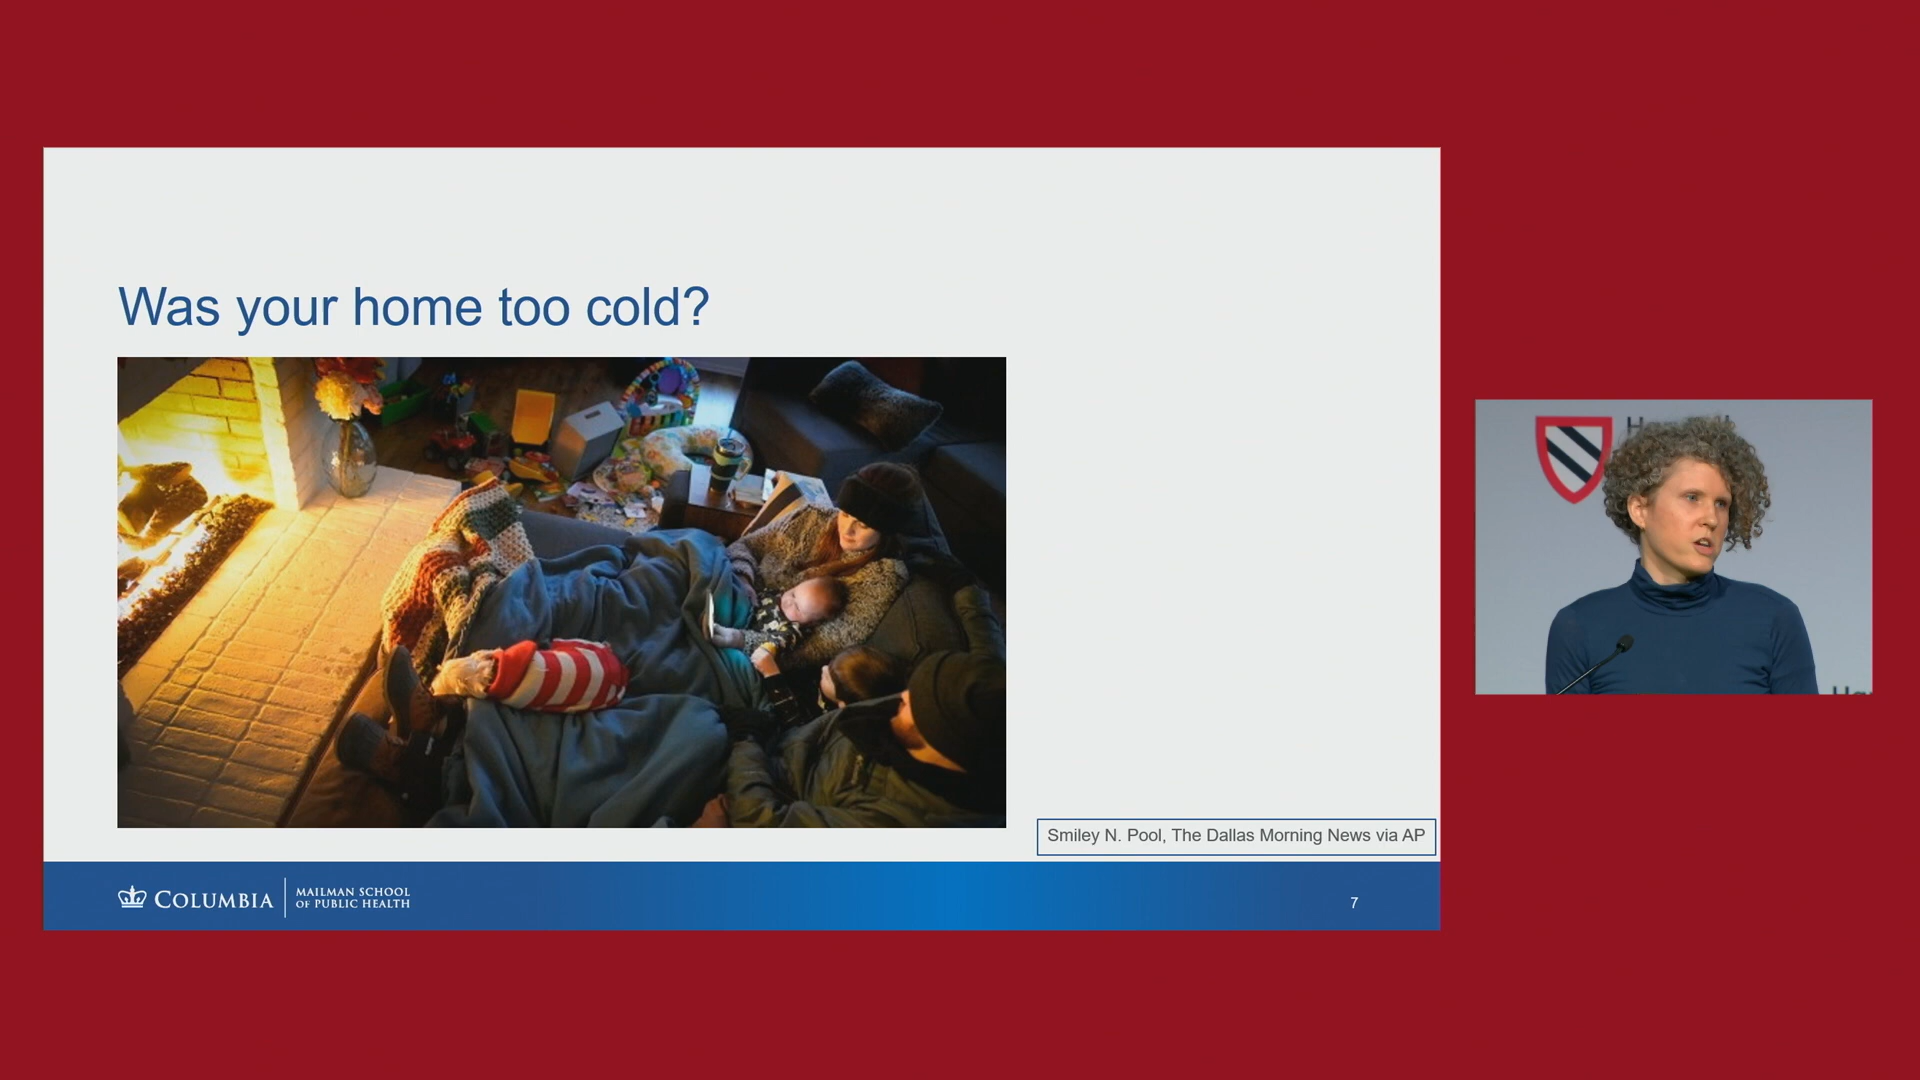 Was your home too cold?
Smiley N. Pool, The Dallas Morning News via AP
COLUMBIA
MAILMAN SCHOOL
OF PUBLIC HEALTH
7